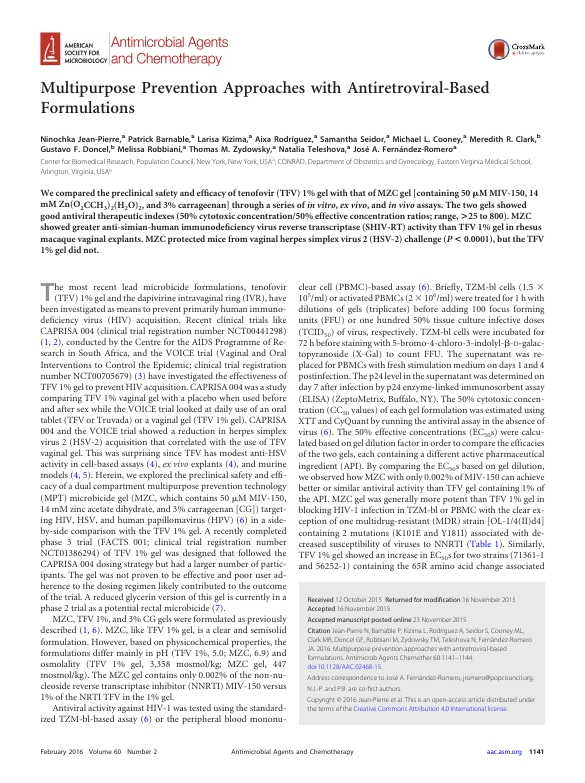 AMERICAN
SOCIETY FOR
MICROBIOLOGY
Antimicrobial Agents
and Chemotherapy
CrossMark
Multipurpose Prevention Approaches with Antiretroviral-Based
Formulations
Ninochka Jean-Pierre,a Patrick Barnable,a Larisa Kizima,a Aixa Rodríguez,a Samantha Seidor,a Michael L. Cooney,a Meredith R. Clark,b
Gustavo F. Doncel,b Melissa Robbiani,a Thomas M. Zydowsky,a Natalia Teleshova,a José A. Fernández-Romeroa
Center for Biomedical Research, Population Council, New York, New York, USAa; CONRAD, Department of Obstetrics and Gynecology, Eastern Virginia Medical School,
Arlington, Virginia, USAb
We compared the preclinical safety and efficacy of tenofovir (TFV) 1% gel with that of MZC gel [containing 50 μM MIV-150, 14
mM Zn(O2CCH3)2(H2O)2, and 3% carrageenan] through a series of in vitro, ex vivo, and in vivo assays. The two gels showed
good antiviral therapeutic indexes (50% cytotoxic concentration/50% effective concentration ratios; range, >25 to 800). MZC
showed greater anti-simian-human immunodeficiency virus reverse transcriptase (SHIV-RT) activity than TFV 1% gel in rhesus
macaque vaginal explants. MZC protected mice from vaginal herpes simplex virus 2 (HSV-2) challenge (P < 0.0001), but the TFV
1% gel did not.
The most recent lead microbicide formulations, tenofovir
(TFV) 1% gel and the dapivirine intravaginal ring (IVR), have
been investigated as means to prevent primarily human immuno-
deficiency virus (HIV) acquisition. Recent clinical trials like
CAPRISA 004 (clinical trial registration number NCT00441298)
(1, 2), conducted by the Centre for the AIDS Programme of Re-
search in South Africa, and the VOICE trial (Vaginal and Oral
Interventions to Control the Epidemic; clinical trial registration
number NCT00705679) (3) have investigated the effectiveness of
TFV 1% gel to prevent HIV acquisition. CAPRISA 004 was a study
comparing TFV 1% vaginal gel with a placebo when used before
and after sex while the VOICE trial looked at daily use of an oral
tablet (TFV or Truvada) or a vaginal gel (TFV 1% gel). CAPRISA
004 and the VOICE trial showed a reduction in herpes simplex
virus 2 (HSV-2) acquisition that correlated with the use of TFV
vaginal gel. This was surprising since TFV has modest anti-HSV
activity in cell-based assays (4), ex vivo explants (4), and murine
models (4, 5). Herein, we explored the preclinical safety and effi-
cacy of a dual compartment multipurpose prevention technology
(MPT) microbicide gel (MZC, which contains 50 μM MIV-150,
14 mM zinc acetate dihydrate, and 3% carrageenan [CG]) target-
ing HIV, HSV, and human papillomavirus (HPV) (6) in a side-
by-side comparison with the TFV 1% gel. A recently completed
phase 3 trial (FACTS 001; clinical trial registration number
NCT01386294) of TFV 1% gel was designed that followed the
CAPRISA 004 dosing strategy but had a larger number of partic-
ipants. The gel was not proven to be effective and poor user ad-
herence to the dosing regimen likely contributed to the outcome
of the trial. A reduced glycerin version of this gel is currently in a
phase 2 trial as a potential rectal microbicide (7).
MZC, TFV 1%, and 3% CG gels were formulated as previously
described (1, 6). MZC, like TFV 1% gel, is a clear and semisolid
formulation. However, based on physicochemical properties, the
formulations differ mainly in pH (TFV 1%, 5.0; MZC, 6.9) and
osmolality (TFV 1% gel, 3,358 mosmol/kg; MZC gel, 447
mosmol/kg). The MZC gel contains only 0.002% of the non-nu-
cleoside reverse transcriptase inhibitor (NNRTI) MIV-150 versus
1% of the NRTI TFV in the 1% gel.
Antiviral activity against HIV-1 was tested using the standard-
ized TZM-bl-based assay (6) or the peripheral blood mononu-
clear cell (PBMC)-based assay (6). Briefly, TZM-bl cells (1.5 ×
105/ml) or activated PBMCs (2 × 106/ml) were treated for 1 h with
dilutions of gels (triplicates) before adding 100 focus forming
units (FFU) or one hundred 50% issue culture infective doses
(TCID50) of virus, respectively. TZM-bl cells were incubated for
72 h before staining with 5-bromo-4-chloro-3-indolyl-β-D-galac-
topyranoside (X-Gal) to count FFU. The supernatant was re-
placed for PBMCs with fresh stimulation medium on days 1 and 4
postinfection. The p24 level in the supernatant was determined on
day 7 after infection by p24 enzyme-linked immunosorbent assay
(ELISA) (ZeptoMetrix, Buffalo, NY). The 50% cytotoxic concen-
tration (CC50 values) of each gel formulation was estimated using
XTT and CyQuant by running the antiviral assay in the absence of
virus (6). The 50% effective concentrations (EC50s) were calcu-
lated based on gel dilution factor in order to compare the efficacies
of the two gels, each containing a different active pharmaceutical
ingredient (API). By comparing the EC50s based on gel dilution,
we observed how MZC with only 0.002% of MIV-150 can achieve
better or similar antiviral activity than TFV gel containing 1% of
the API. MZC gel was generally more potent than TFV 1% gel in
blocking HIV-1 infection in TZM-bl or PBMC with the clear ex-
ception of one multidrug-resistant (MDR) strain [OL-1/4(II)d4]
containing 2 mutations (K101E and Y181I) associated with de-
creased susceptibility of viruses to NNRTI (Table 1). Similarly,
TFV 1% gel showed an increase in EC50s for two strains (71361-1
and 56252-1) containing the 65R amino acid change associated
Received 12 October 2015 Returned for modification 16 November 2015
Accepted 16 November 2015
Accepted manuscript posted online 23 November 2015
Citation Jean-Pierre N, Barnable P, Kizima L, Rodríguez A, Seidor S, Cooney ML,
Clark MR, Doncel GF, Robbiani M, Zydowsky TM, Teleshova N, Fernández-Romero
JA. 2016. Multipurpose prevention approaches with antiretroviral-based
formulations. Antimicrob Agents Chemother 60:1141–1144.
doi:10.1128/AAC.02468-15.
Address correspondence to José A. Fernández-Romero, jromero@popcouncil.org.
N.J.-P. and P.B. are co-first authors.
Copyright © 2016 Jean-Pierre et al. This is an open-access article distributed under
the terms of the Creative Commons Attribution 4.0 International license.
February 2016 Volume 60 Number 2
Antimicrobial Agents and Chemotherapy
aac.asm.org 1141